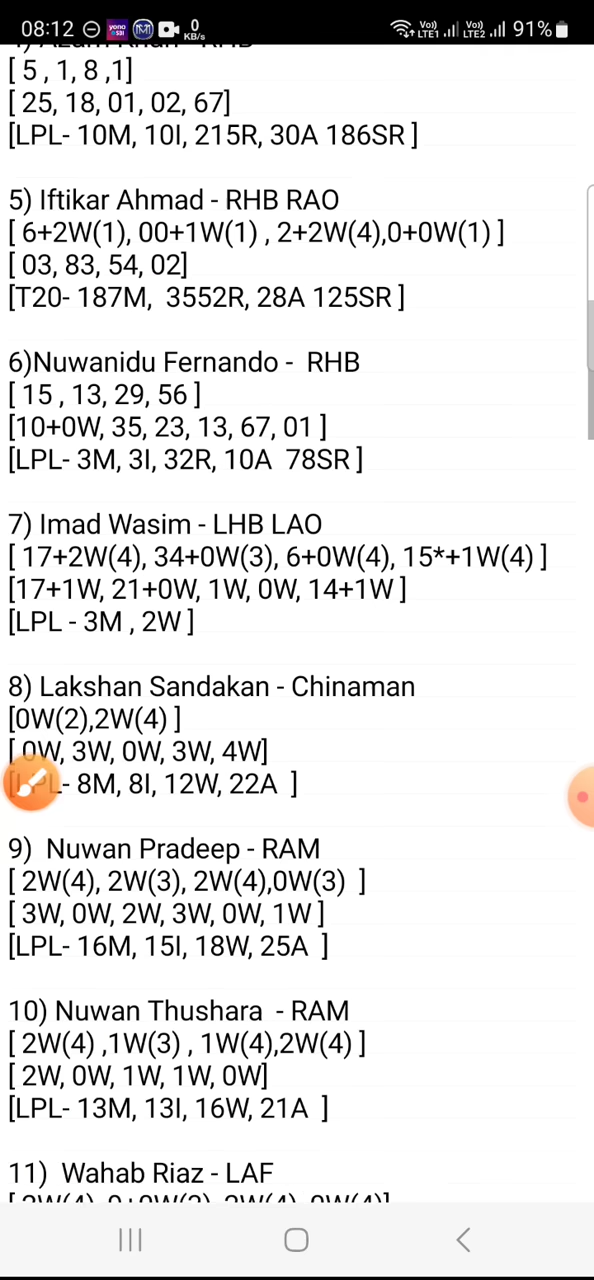 08:12 yono SBI 0 KB/s Vo)) LTE1 Vo)) LTE2 91%
[ 5 , 1, 8 ,1]
[ 25, 18, 01, 02, 67]
[LPL- 10M, 10I, 215R, 30A 186SR ]
5) Iftikar Ahmad - RHB RAO
[ 6+2W(1), 00+1W(1) , 2+2W(4),0+0W(1) ]
[ 03, 83, 54, 02]
[T20- 187M, 3552R, 28A 125SR ]
6)Nuwanidu Fernando - RHB
[ 15 , 13, 29, 56 ]
[10+0W, 35, 23, 13, 67, 01 ]
[LPL- 3M, 3I, 32R, 10A 78SR ]
7) Imad Wasim - LHB LAO
[ 17+2W(4), 34+0W(3), 6+0W(4), 15*+1W(4) ]
[17+1W, 21+0W, 1W, 0W, 14+1W ]
[LPL - 3M , 2W ]
8) Lakshan Sandakan - Chinaman
[0W(2),2W(4) ]
[ 0W, 3W, 0W, 3W, 4W]
- 8M, 8I, 12W, 22A ]
9) Nuwan Pradeep - RAM
[ 2W(4), 2W(3), 2W(4),0W(3) ]
[ 3W, 0W, 2W, 3W, 0W, 1W ]
[LPL- 16M, 15I, 18W, 25A ]
10) Nuwan Thushara - RAM
[ 2W(4) ,1W(3) , 1W(4),2W(4) ]
[ 2W, 0W, 1W, 1W, 0W]
[LPL- 13M, 13I, 16W, 21A ]
11) Wahab Riaz - LAF